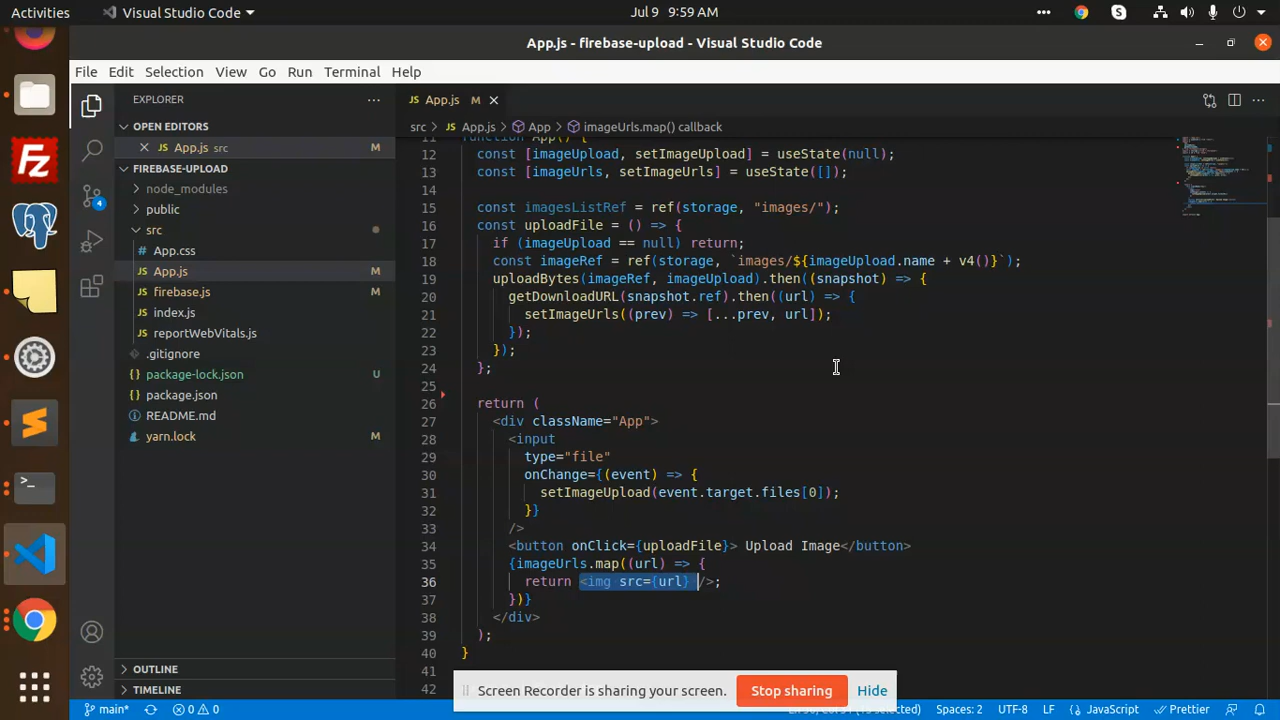 Activities
Visual Studio Code
Jul 9 9:59 AM
App.js - firebase-upload - Visual Studio Code
File Edit Selection View Go Run Terminal Help
EXPLORER
OPEN EDITORS
App.js src M
FIREBASE-UPLOAD
node_modules
public
src
App.css
App.js M
firebase.js M
index.js
reportWebVitals.js
.gitignore
package-lock.json U
package.json
README.md
yarn.lock M
OUTLINE
TIMELINE
4
App.js M
src > App.js > App > imageUrls.map() callback
11 function App() {
12 const [imageUpload, setImageUpload] = useState(null);
13 const [imageUrls, setImageUrls] = useState([]);
14
15 const imagesListRef = ref(storage, "images/");
16 const uploadFile = () => {
17 if (imageUpload == null) return;
18 const imageRef = ref(storage, `images/${imageUpload.name + v4()}`);
19 uploadBytes(imageRef, imageUpload).then((snapshot) => {
20 getDownloadURL(snapshot.ref).then((url) => {
21 setImageUrls((prev) => [...prev, url]);
22 });
23 });
24 };
25
26 return (
27 <div className="App">
28 <input
29 type="file"
30 onChange={(event) => {
31 setImageUpload(event.target.files[0]);
32 }}
33 />
34 <button onClick={uploadFile}> Upload Image</button>
35 {imageUrls.map((url) => {
36 return <img src={url} />;
37 })}
38 </div>
39 );
40 }
41
42
Screen Recorder is sharing your screen. Stop sharing Hide
main* 0 0 Spaces: 2 UTF-8 LF {} JavaScript Prettier